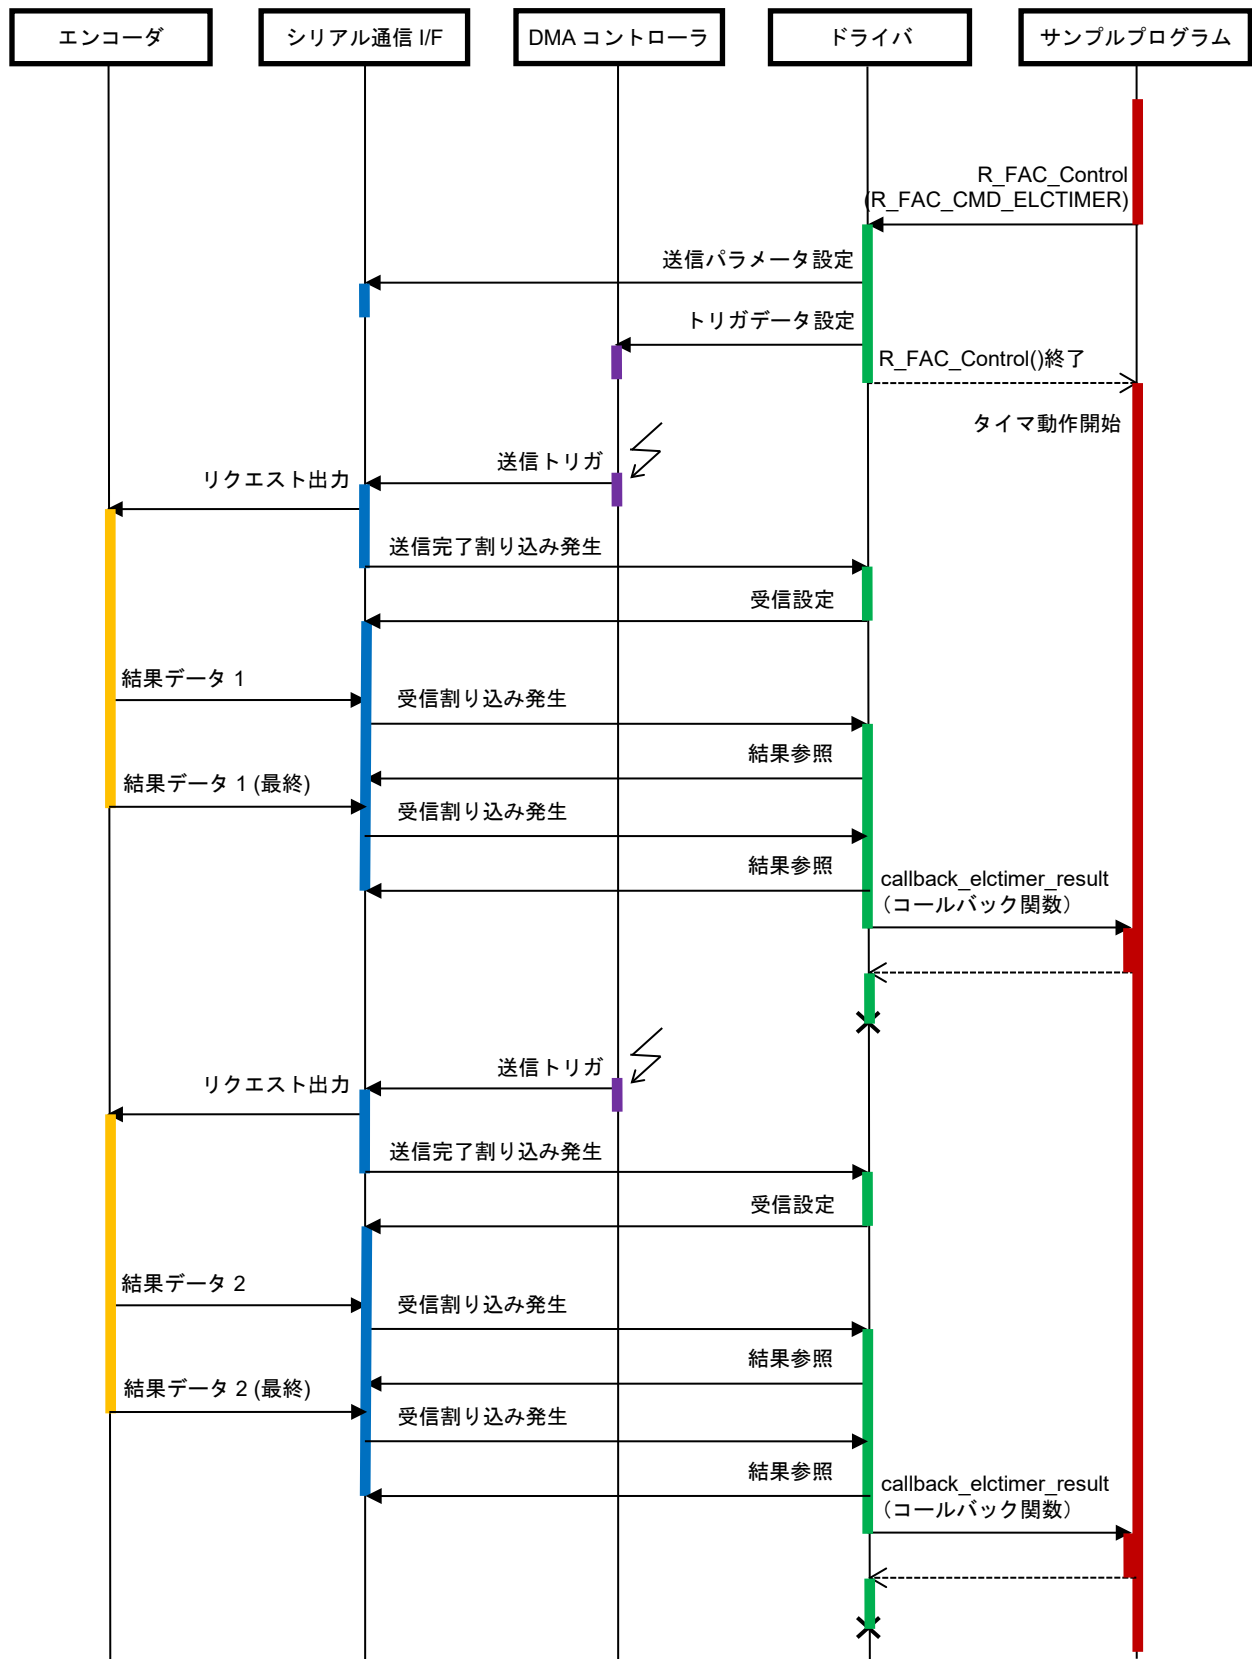 エンコーダ
シリアル通信 I/F
DMA コントローラ
ドライバ
サンプルプログラム
R_FAC_Control
(R_FAC_CMD_ELCTIMER)
送信パラメータ設定
トリガデータ設定
R_FAC_Control()終了
タイマ動作開始
送信トリガ
リクエスト出力
送信完了割り込み発生
受信設定
結果データ 1
受信割り込み発生
結果参照
結果データ 1 (最終)
受信割り込み発生
結果参照
callback_elctimer_result
（コールバック関数）
送信トリガ
リクエスト出力
送信完了割り込み発生
受信設定
結果データ 2
受信割り込み発生
結果参照
結果データ 2 (最終)
受信割り込み発生
結果参照
callback_elctimer_result
（コールバック関数）